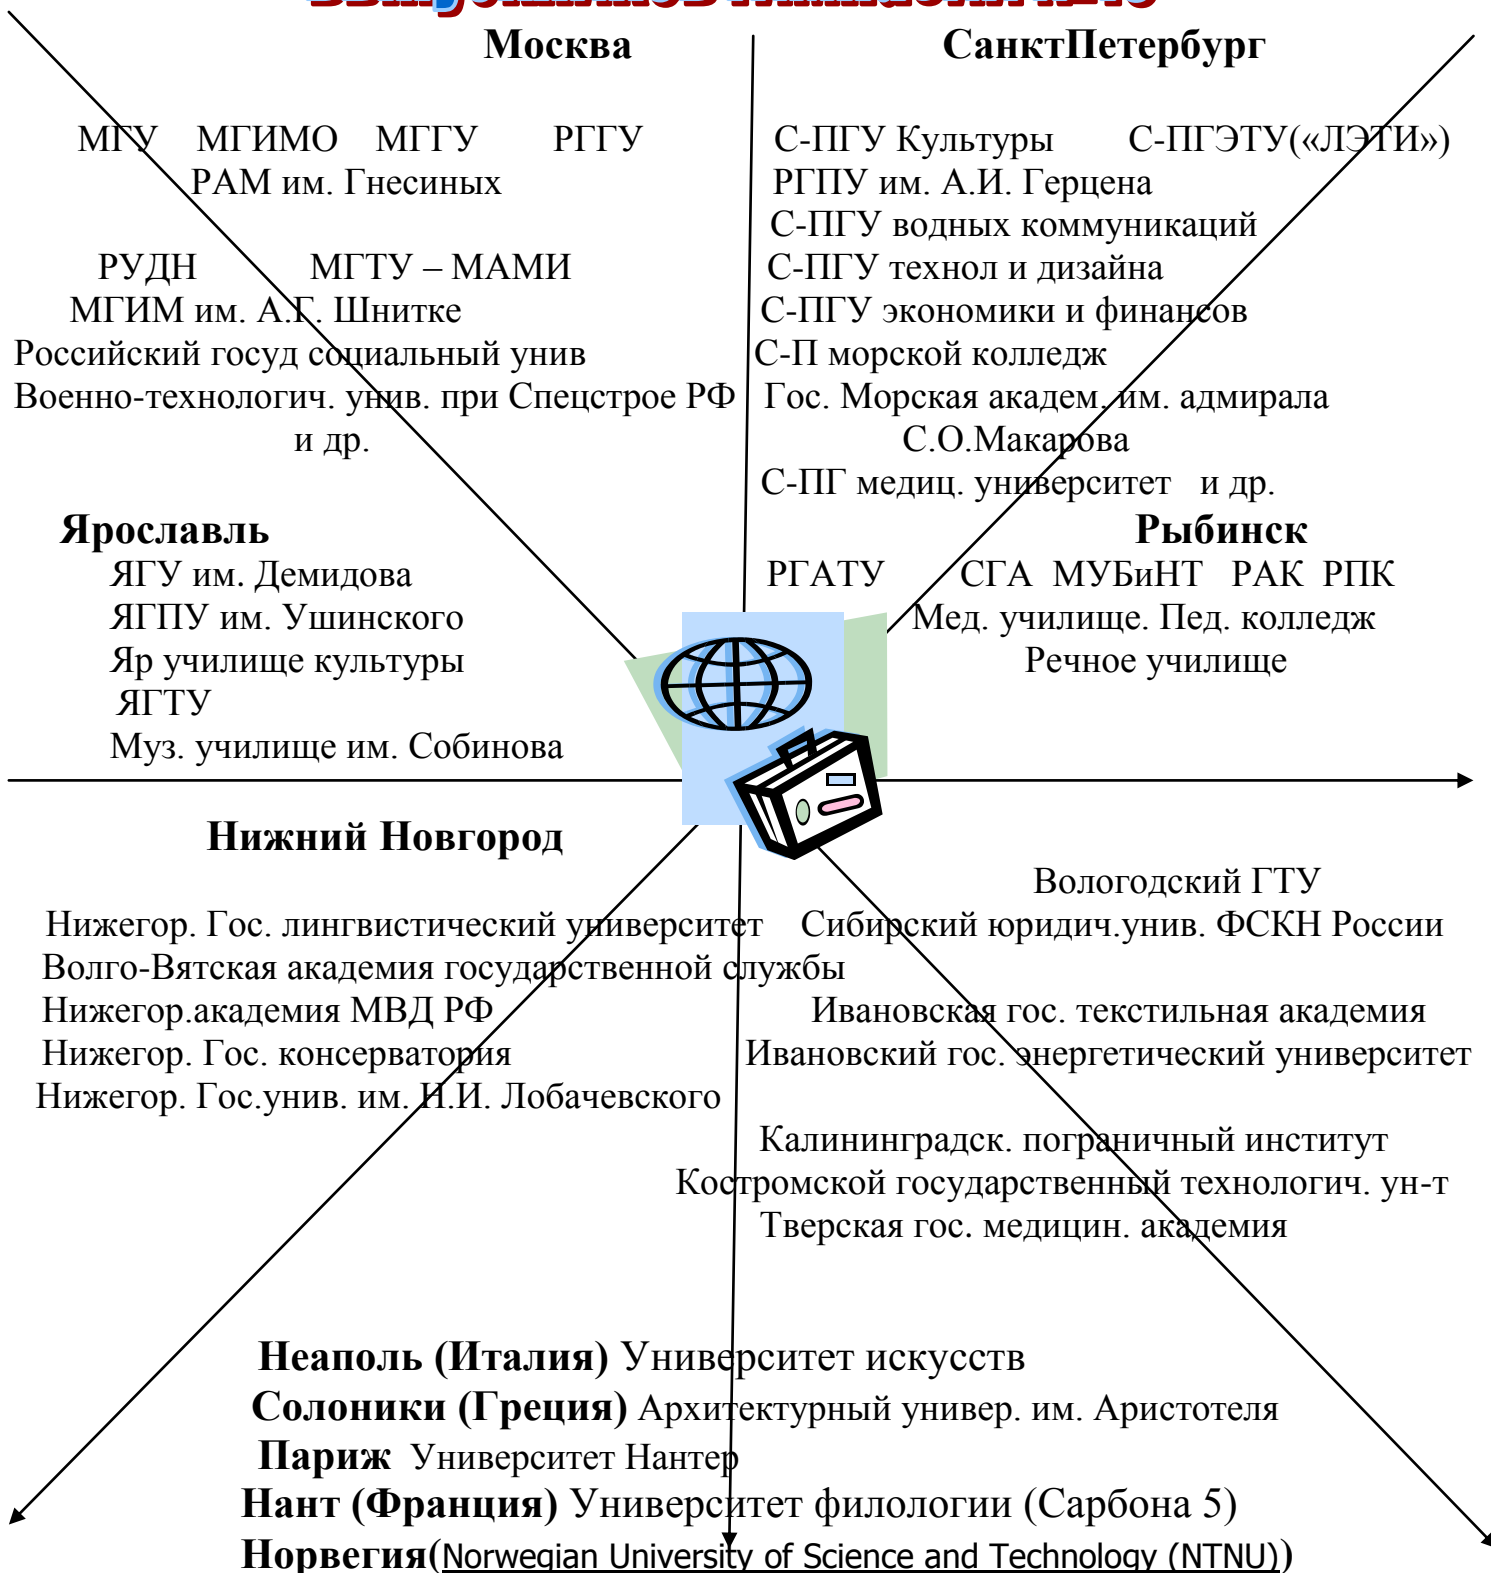 Москва
СанктПетербург
МГУ МГИМО МГГУ РГГУ
РАМ им. Гнесиных
РУДН МГТУ – МАМИ
МГИМ им. А.Г. Шнитке
Российский госуд социальный унив
Военно-технологич. унив. при Спецстрое РФ
и др.
С-ПГУ Культуры С-ПГЭТУ(«ЛЭТИ»)
РГПУ им. А.И. Герцена
С-ПГУ водных коммуникаций
С-ПГУ технол и дизайна
С-ПГУ экономики и финансов
С-П морской колледж
Гос. Морская академ. им. адмирала
С.О.Макарова
С-ПГ медиц. университет и др.
Ярославль
ЯГУ им. Демидова
ЯГПУ им. Ушинского
Яр училище культуры
ЯГТУ
Муз. училище им. Собинова
Рыбинск
РГАТУ СГА МУБиНТ РАК РПК
Мед. училище. Пед. колледж
Речное училище
Нижний Новгород
Нижегор. Гос. лингвистический университет
Волго-Вятская академия государственной службы
Нижегор.академия МВД РФ
Нижегор. Гос. консерватория
Нижегор. Гос.унив. им. Н.И. Лобачевского
Вологодский ГТУ
Сибирский юридич.унив. ФСКН России
Ивановская гос. текстильная академия
Ивановский гос. энергетический университет
Калининградск. пограничный институт
Костромской государственный технологич. ун-т
Тверская гос. медицин. академия
Неаполь (Италия) Университет искусств
Солоники (Греция) Архитектурный универ. им. Аристотеля
Париж Университет Нантер
Нант (Франция) Университет филологии (Сарбона 5)
Норвегия(Norwegian University of Science and Technology (NTNU))